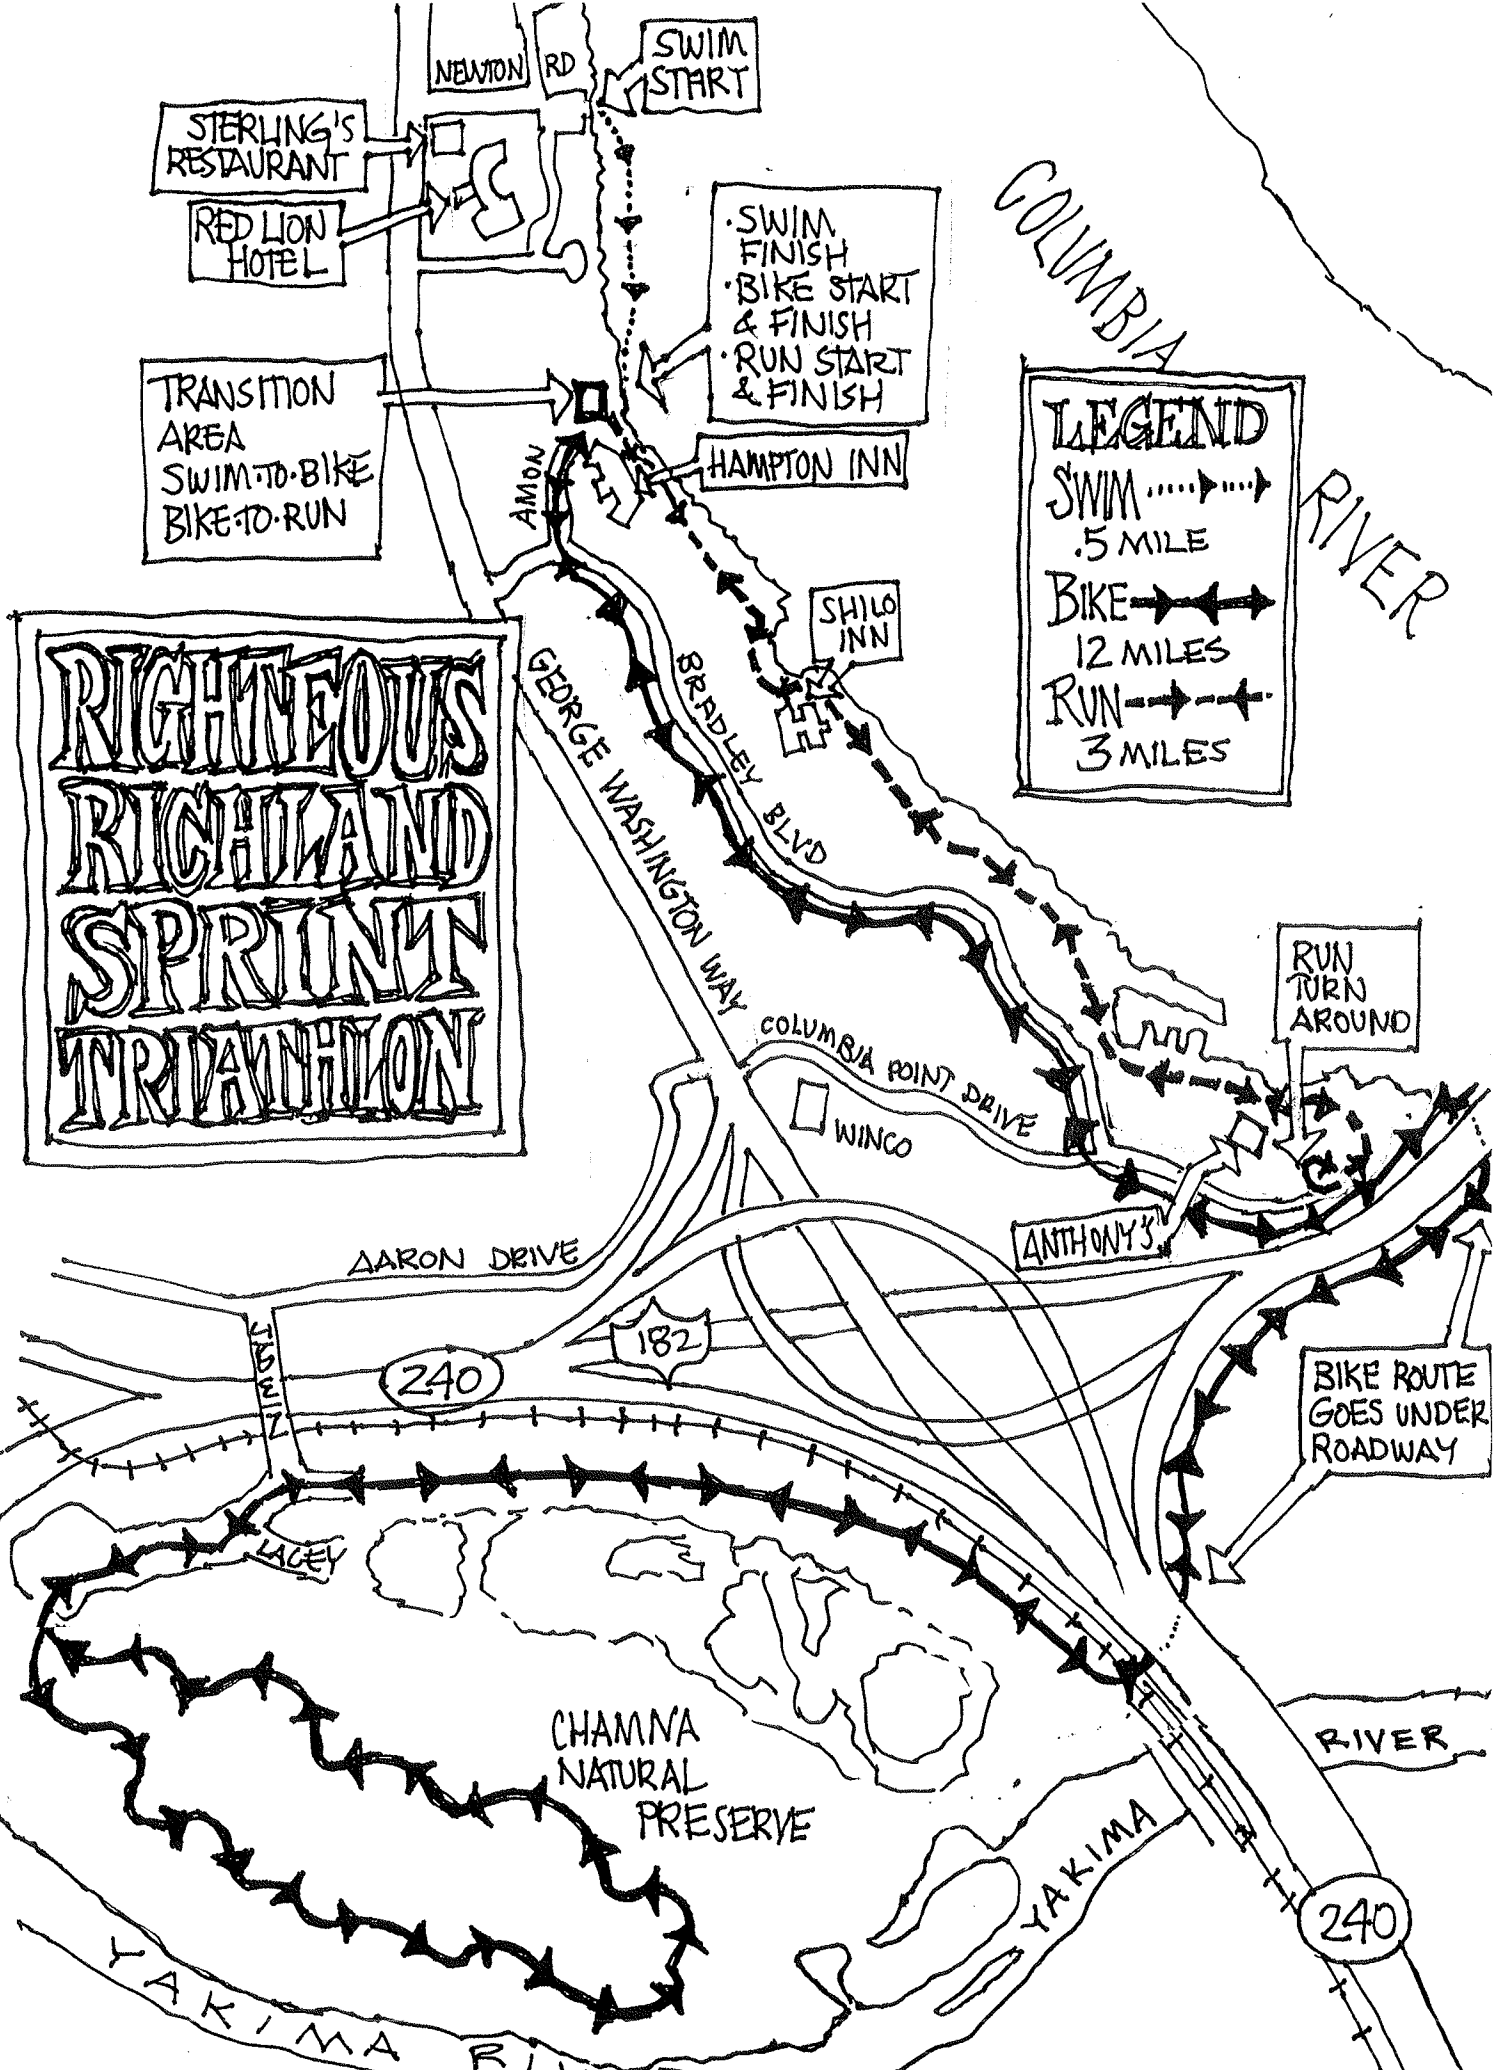 NEWTON RD
SWIM
START
STERLING'S
RESTAURANT
RED LION
HOTEL
·SWIM
FINISH
·BIKE START
& FINISH
·RUN START
& FINISH
COLUMBIA
RIVER
TRANSITION
AREA
SWIM·TO·BIKE
BIKE·TO·RUN
AMON
HAMPTON INN
LEGEND
SWIM
.5 MILE
BIKE
12 MILES
RUN
3 MILES
SHILO
INN
RIGHTEOUS
RICHLAND
SPRINT
TRIATHLON
GEORGE WASHINGTON WAY
BRADLEY BLVD
COLUMBIA POINT DRIVE
WINCO
RUN
TURN
AROUND
ANTHONY'S
AARON DRIVE
JADWIN
182
240
BIKE ROUTE
GOES UNDER
ROADWAY
LACEY
CHAMNA
NATURAL
PRESERVE
RIVER
YAKIMA
240
YAKIMA